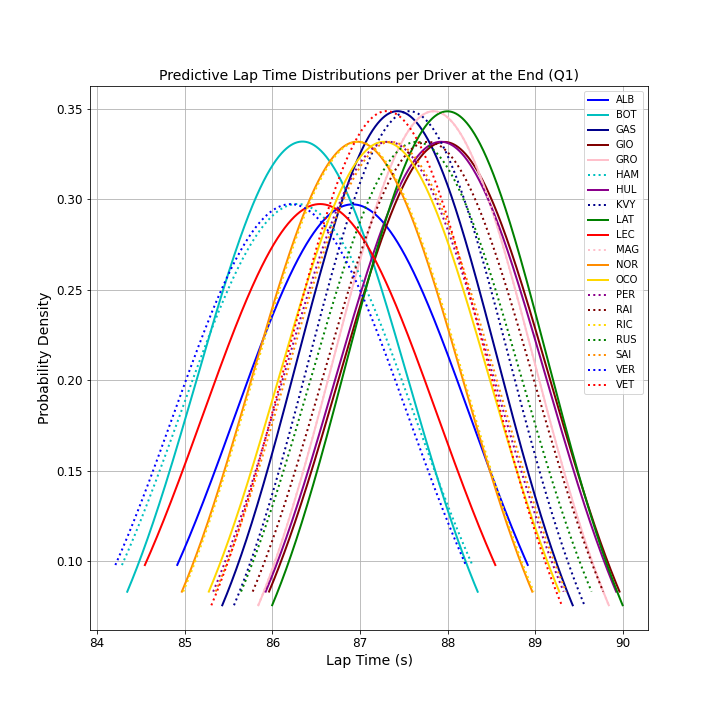 Predictive Lap Time Distributions per Driver at the End (Q1)
Probability Density
0.35
0.30
0.25
0.20
0.15
0.10
84 85 86 87 88 89 90
Lap Time (s)
ALB
BOT
GAS
GIO
GRO
HAM
HUL
KVY
LAT
LEC
MAG
NOR
OCO
PER
RAI
RIC
RUS
SAI
VER
VET